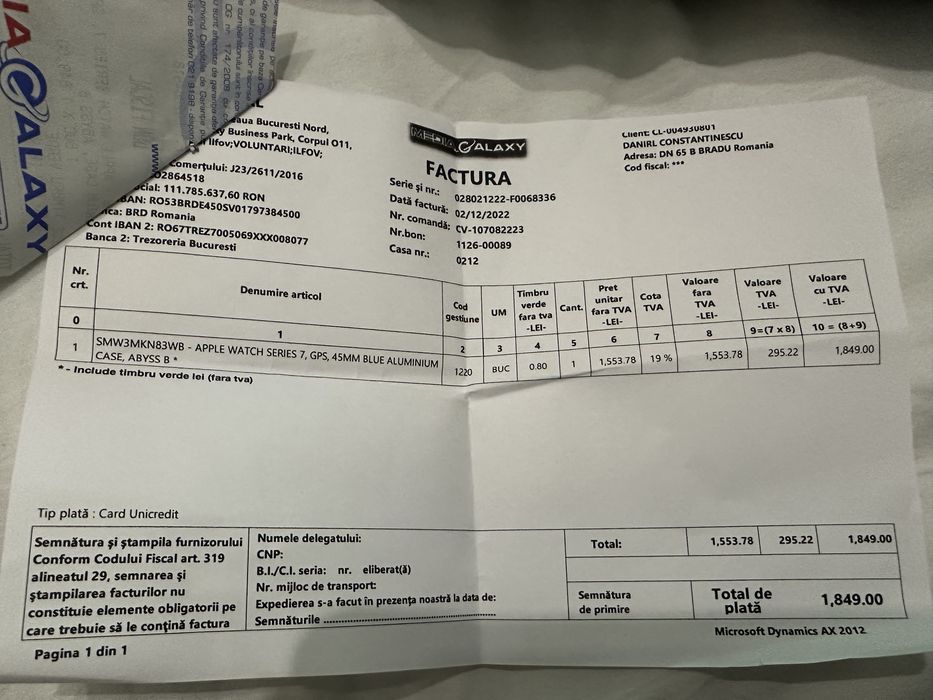 MEDIA GALAXY
eaua Bucuresti Nord,
y Business Park, Corpul O11,
Ilfov;VOLUNTARI;ILFOV;
Comerțului: J23/2611/2016
02864518
cial: 111.785.637,60 RON
BAN: RO53BRDE450SV01797384500
ica: BRD Romania
Cont IBAN 2: RO67TREZ7005069XXX008077
Banca 2: Trezoreria Bucuresti
MEDIA GALAXY
FACTURA
Serie și nr.: 028021222-F0068336
Dată factură: 02/12/2022
Nr. comandă: CV-107082223
Nr.bon: 1126-00089
Casa nr.: 0212
Client: CL-004930801
DANIRL CONSTANTINESCU
Adresa: DN 65 B BRADU Romania
Cod fiscal: ***
Nr. crt. Denumire articol Cod gestiune UM Timbru verde fara tva -LEI- Cant. Pret unitar fara TVA -LEI- Cota TVA Valoare fara TVA -LEI- Valoare TVA -LEI- Valoare cu TVA -LEI-
0 1 2 3 4 5 6 7 8 9=(7 x 8) 10 = (8+9)
1 SMW3MKN83WB - APPLE WATCH SERIES 7, GPS, 45MM BLUE ALUMINIUM CASE, ABYSS B * 1220 BUC 0.80 1 1,553.78 19 % 1,553.78 295.22 1,849.00
* - Include timbru verde lei (fara tva)
Tip plată : Card Unicredit
Semnătura și ștampila furnizorului
Conform Codului Fiscal art. 319
alineatul 29, semnarea și
ștampilarea facturilor nu
constituie elemente obligatorii pe
care trebuie să le conțină factura
Numele delegatului:
CNP:
B.I./C.I. seria: nr. eliberat(ă)
Nr. mijloc de transport:
Expedierea s-a facut în prezența noastră la data de:
Semnăturile
Total: 1,553.78 295.22 1,849.00
Semnătura de primire
Total de plată 1,849.00
Microsoft Dynamics AX 2012
Pagina 1 din 1